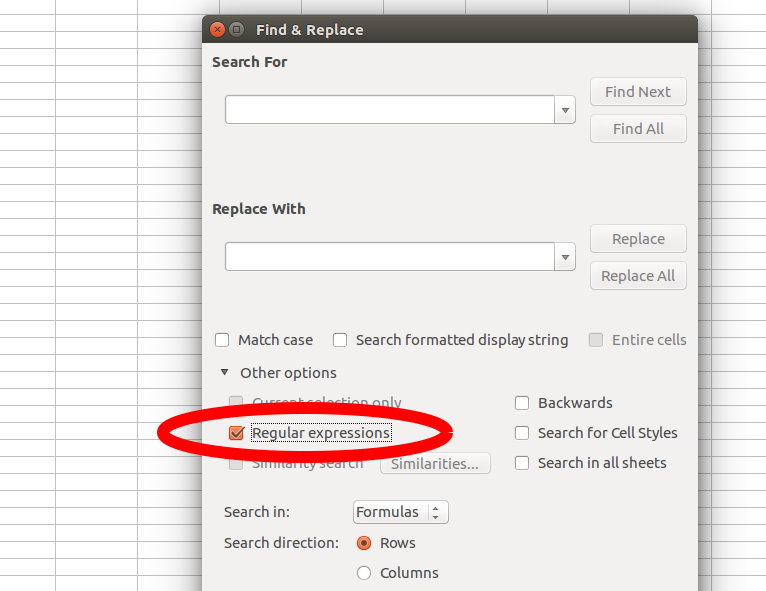 Find & Replace
Search For
Find Next
Find All
Replace With
Replace
Replace All
Match case Search formatted display string Entire cells
Other options
Current selection only Backwards
Regular expressions Search for Cell Styles
Similarity search Similarities... Search in all sheets
Search in: Formulas
Search direction: Rows
Columns